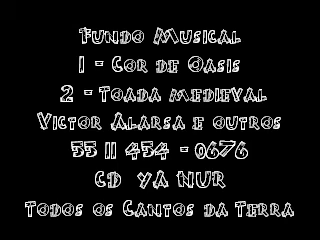 Fundo Musical
1 - Cor de Oasis
2 - Toada medieval
Victor Alarsa e outros
55 11 454 - 0676
CD YA NUR
Todos os Cantos da Terra